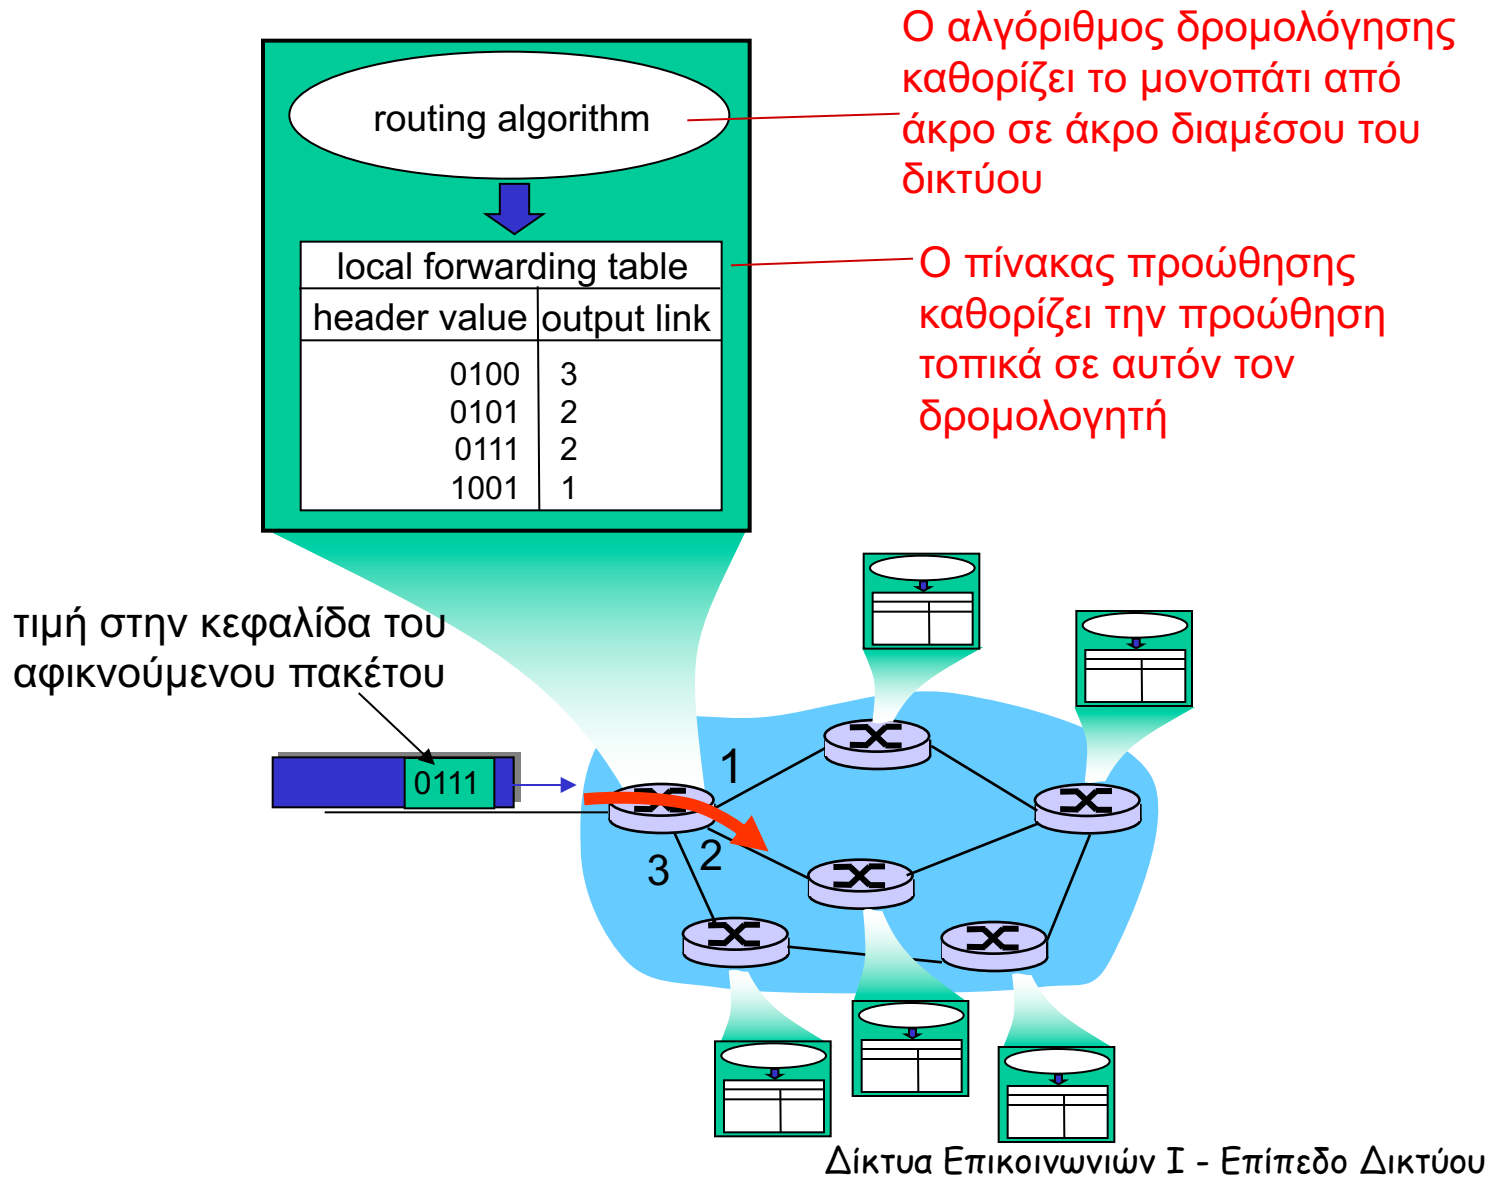 Ο αλγόριθμος δρομολόγησης
καθορίζει το μονοπάτι από
άκρο σε άκρο διαμέσου του
δικτύου
routing algorithm
Ο πίνακας προώθησης
καθορίζει την προώθηση
τοπικά σε αυτόν τον
δρομολογητή
local forwarding table
header value output link
0100 3
0101 2
0111 2
1001 1
τιμή στην κεφαλίδα του
αφικνούμενου πακέτου
0111
1
2
3
Δίκτυα Επικοινωνιών Ι - Επίπεδο Δικτύου